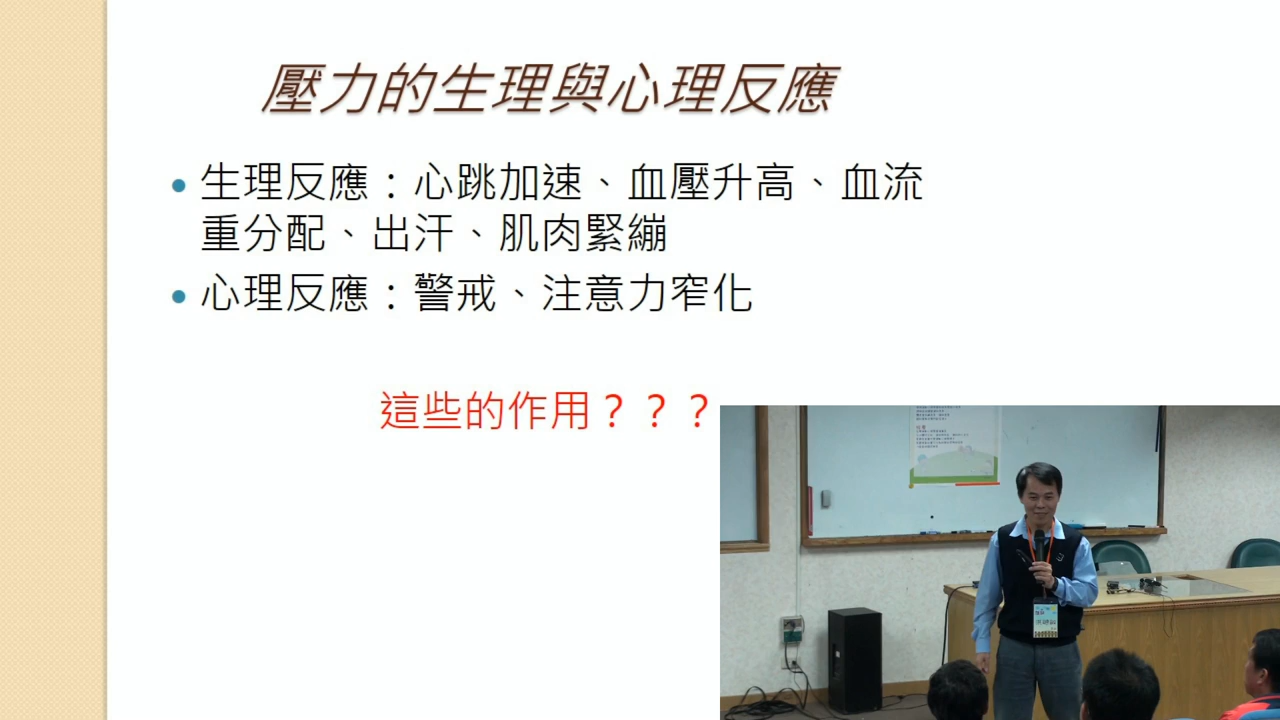 壓力的生理與心理反應
• 生理反應：心跳加速、血壓升高、血流
重分配、出汗、肌肉緊繃
• 心理反應：警戒、注意力窄化
這些的作用？？？